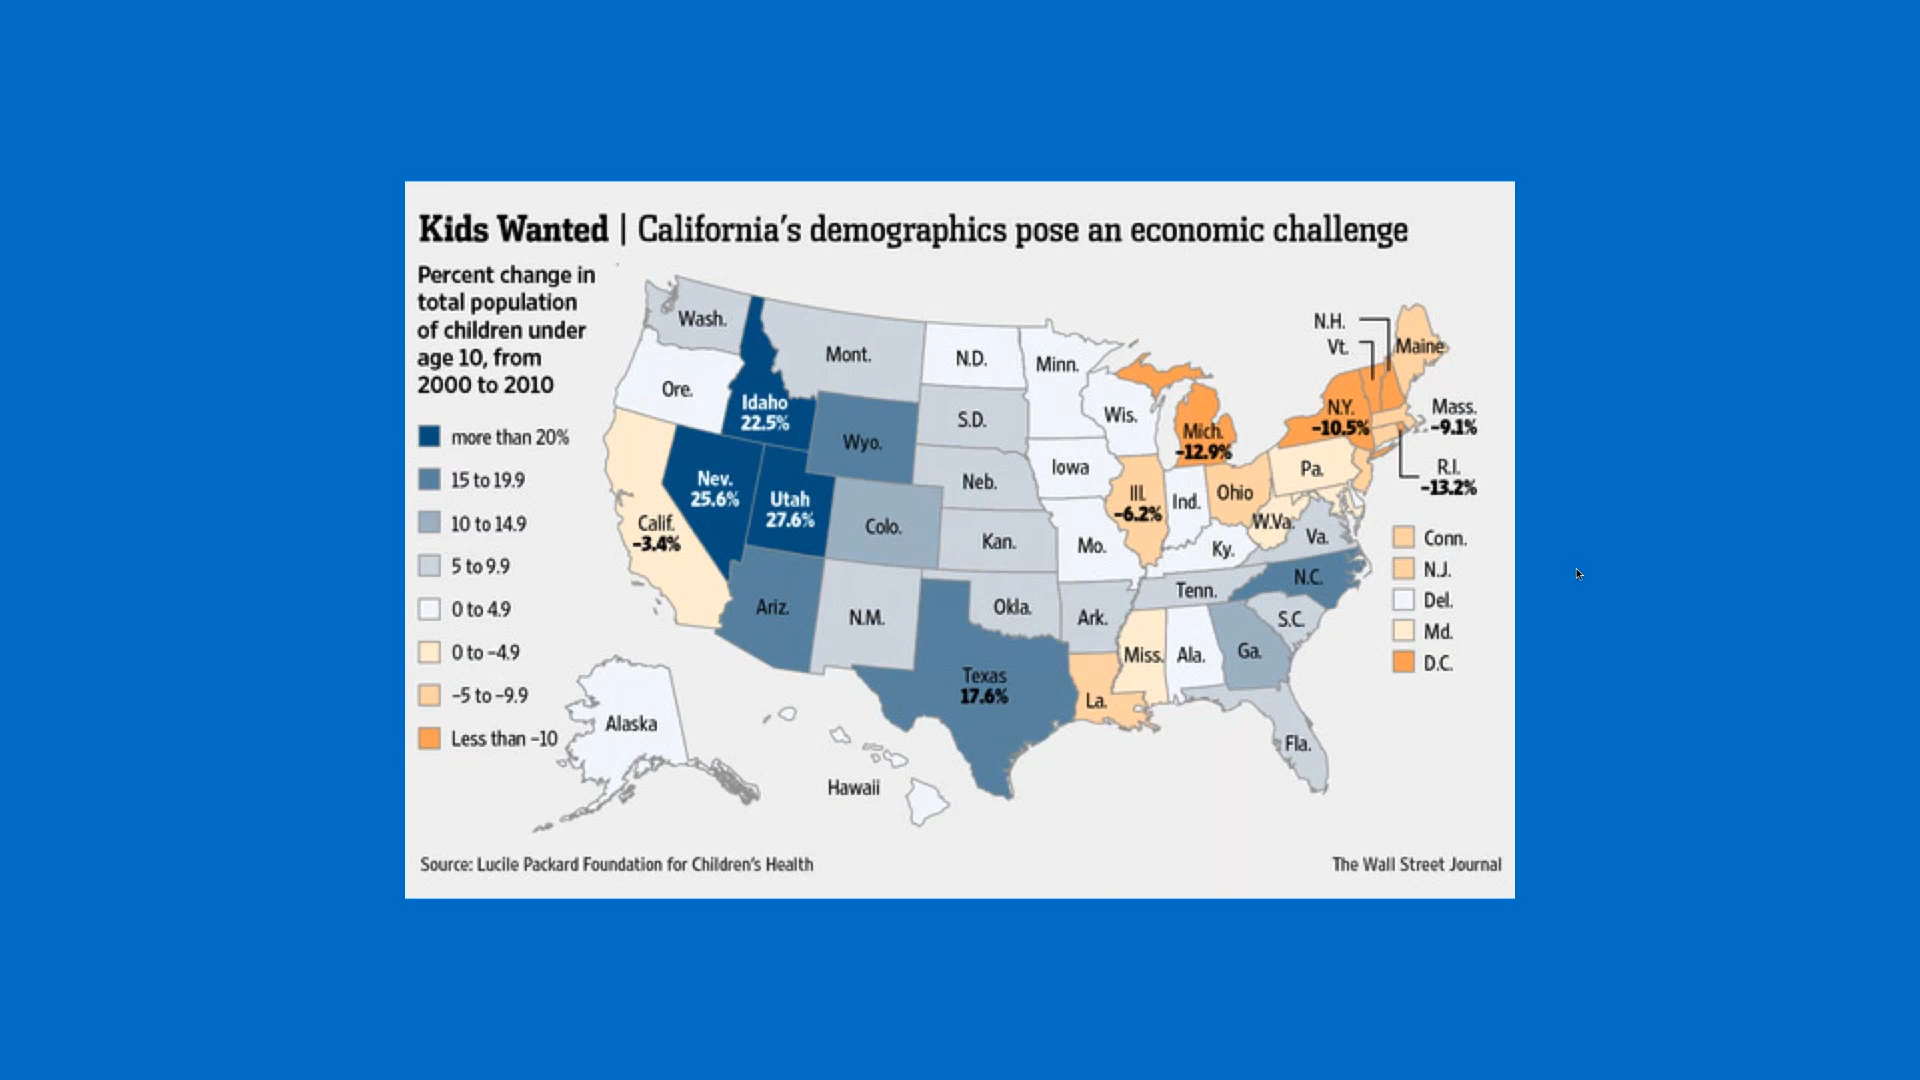 Kids Wanted | California's demographics pose an economic challenge
Percent change in
total population
of children under
age 10, from
2000 to 2010
more than 20%
15 to 19.9
10 to 14.9
5 to 9.9
0 to 4.9
0 to –4.9
–5 to –9.9
Less than –10
Wash.
Ore.
Calif.
–3.4%
Idaho
22.5%
Nev.
25.6%
Utah
27.6%
Mont.
Wyo.
Colo.
Ariz.
N.M.
N.D.
S.D.
Neb.
Kan.
Okla.
Texas
17.6%
Minn.
Iowa
Mo.
Ark.
La.
Wis.
Ill.
–6.2%
Mich.
–12.9%
Ind.
Ohio
Ky.
Tenn.
Miss.
Ala.
Ga.
Fla.
S.C.
N.C.
Va.
W.Va.
Pa.
N.Y.
–10.5%
N.H.
Vt.
Maine
Mass.
–9.1%
R.I.
–13.2%
Conn.
N.J.
Del.
Md.
D.C.
Alaska
Hawaii
Source: Lucile Packard Foundation for Children's Health
The Wall Street Journal